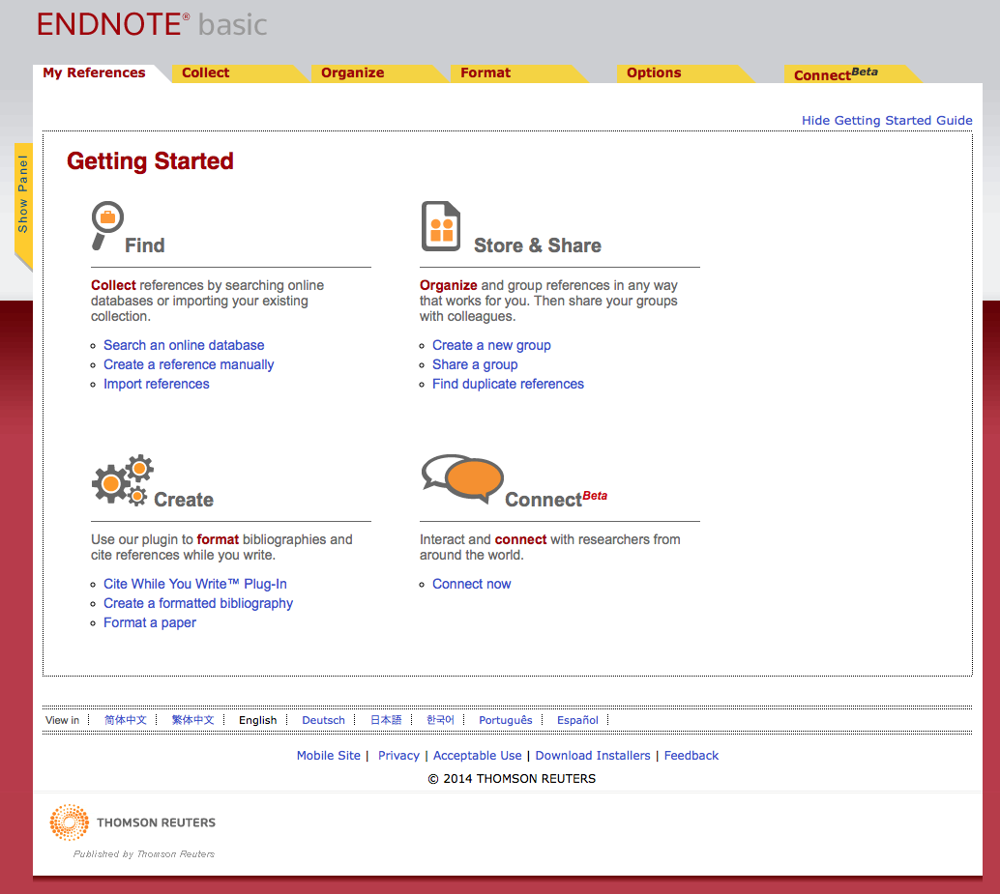 ENDNOTE® basic
My References Collect Organize Format Options Connect Beta
Hide Getting Started Guide
Show Panel
Getting Started
Find
Collect references by searching online
databases or importing your existing
collection.
Search an online database
Create a reference manually
Import references
Store & Share
Organize and group references in any way
that works for you. Then share your groups
with colleagues.
Create a new group
Share a group
Find duplicate references
Create
Use our plugin to format bibliographies and
cite references while you write.
Cite While You Write™ Plug-In
Create a formatted bibliography
Format a paper
Connect Beta
Interact and connect with researchers from
around the world.
Connect now
View in 简体中文 繁体中文 English Deutsch 日本語 한국어 Português Español
Mobile Site | Privacy | Acceptable Use | Download Installers | Feedback
© 2014 THOMSON REUTERS
THOMSON REUTERS
Published by Thomson Reuters